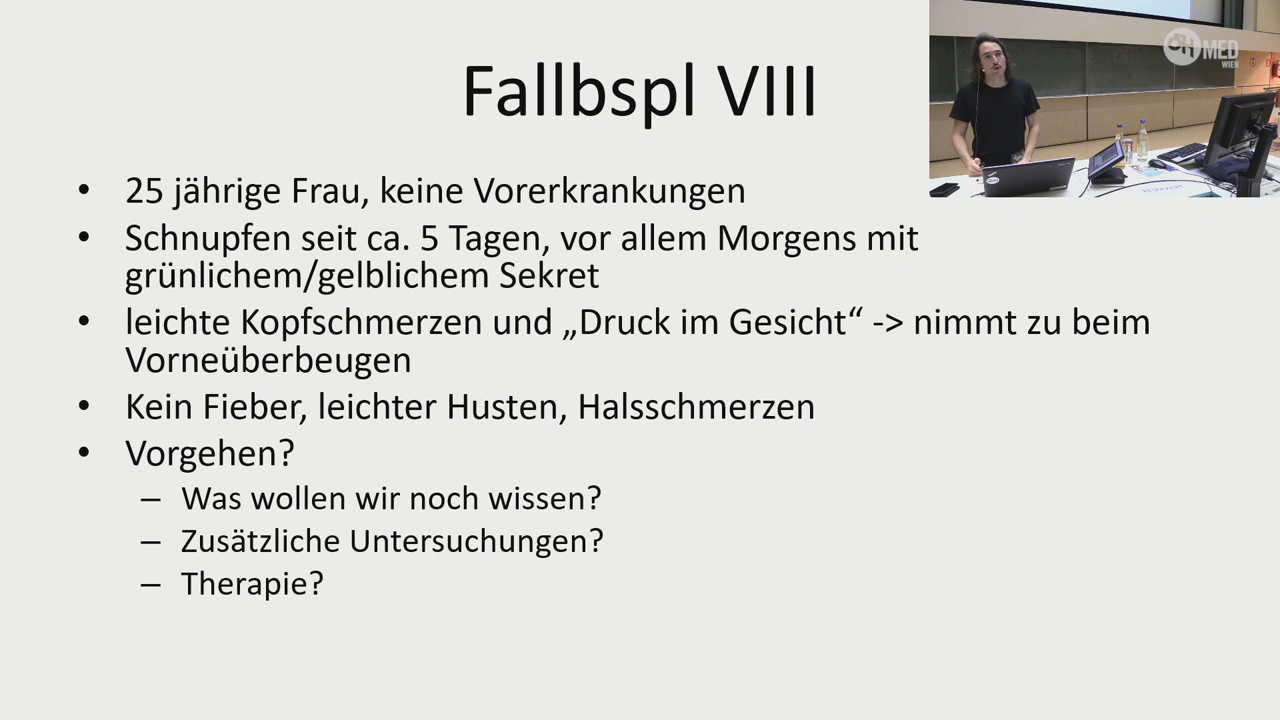 Fallbspl VIII
MED
WIEN
• 25 jährige Frau, keine Vorerkrankungen
• Schnupfen seit ca. 5 Tagen, vor allem Morgens mit
grünlichem/gelblichem Sekret
• leichte Kopfschmerzen und „Druck im Gesicht“ -> nimmt zu beim
Vorneüberbeugen
• Kein Fieber, leichter Husten, Halsschmerzen
• Vorgehen?
– Was wollen wir noch wissen?
– Zusätzliche Untersuchungen?
– Therapie?